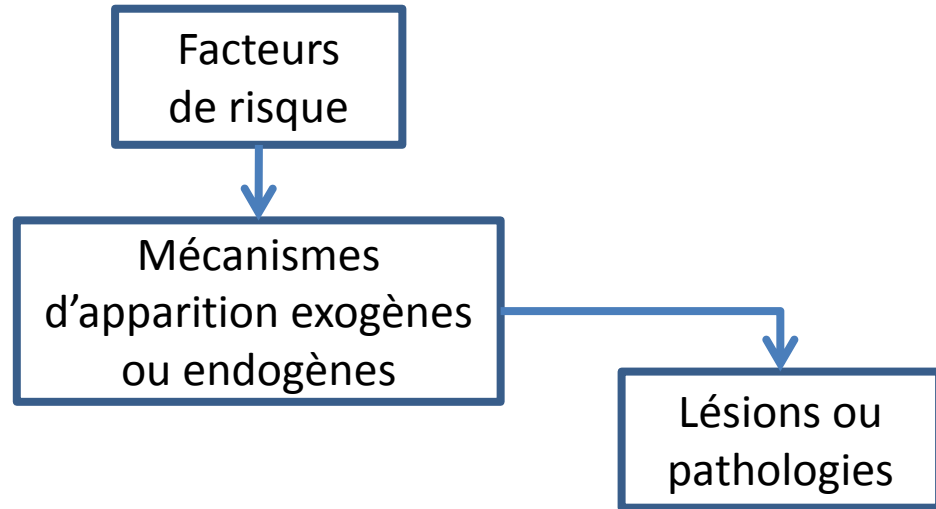 Facteurs
de risque
Mécanismes
d’apparition exogènes
ou endogènes
Lésions ou
pathologies